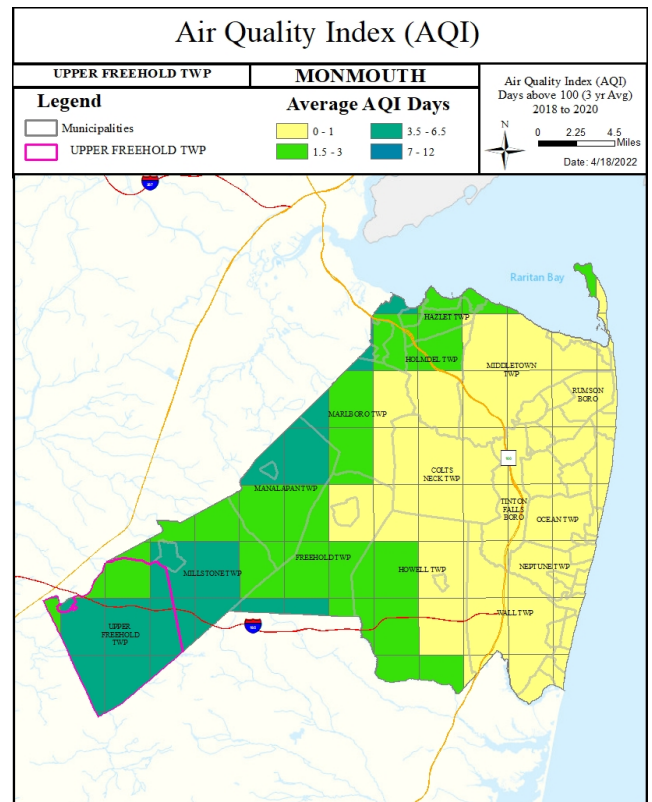 Air Quality Index (AQI)
UPPER FREEHOLD TWP
MONMOUTH
Legend
Municipalities
UPPER FREEHOLD TWP
Average AQI Days
0 - 1
3.5 - 6.5
1.5 - 3
7 - 12
Air Quality Index (AQI)
Days above 100 (3 yr Avg)
2018 to 2020
N
0 2.25 4.5
Miles
Date: 4/18/2022
Raritan Bay
HAZLET TWP
HOLMDEL TWP
MIDDLETOWN
TWP
RUMSON
BORO
MARLBORO TWP
COLTS
NECK TWP
MANALAPAN TWP
TINTON
FALLS
BORO
OCEAN TWP
FREEHOLD TWP
MILLSTONE TWP
HOWELL TWP
NEPTUNE TWP
WALL TWP
UPPER
FREEHOLD
TWP